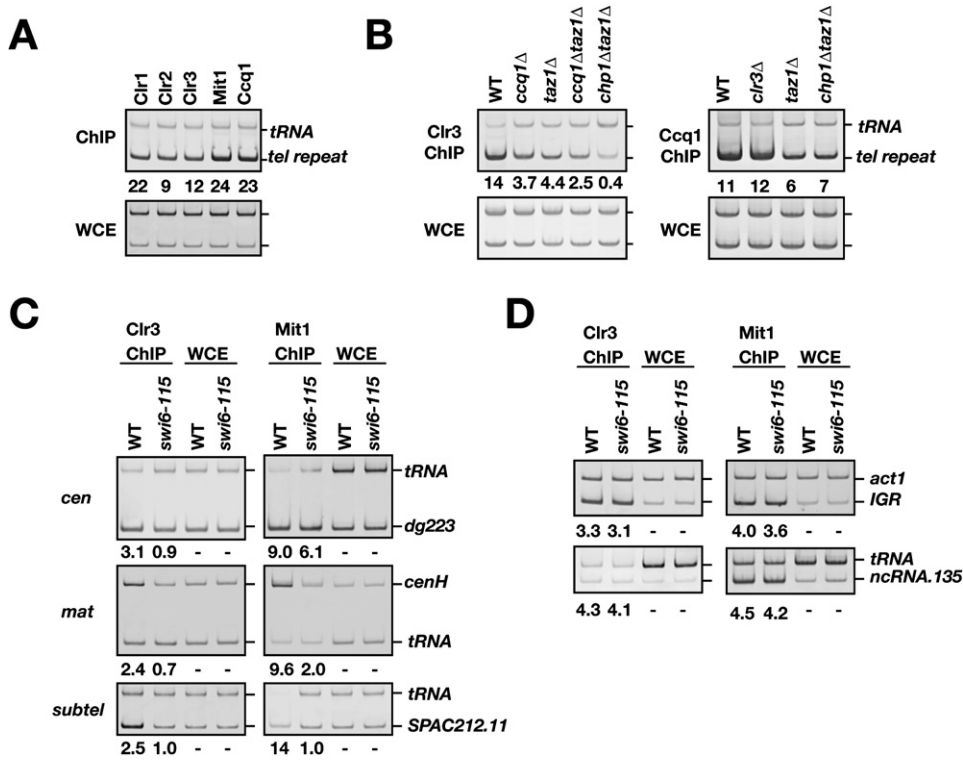 A
Clr1 Clr2 Clr3 Mit1 Ccq1
ChIP
tRNA
tel repeat
22 9 12 24 23
WCE
B
WT ccq1Δ taz1Δ ccq1Δtaz1Δ chp1Δtaz1Δ
Clr3
ChIP
14 3.7 4.4 2.5 0.4
WCE
WT clr3Δ taz1Δ chp1Δtaz1Δ
Ccq1
ChIP
tRNA
tel repeat
11 12 6 7
WCE
C
Clr3
ChIP WCE
Mit1
ChIP WCE
WT swi6-115 WT swi6-115 WT swi6-115 WT swi6-115
cen
tRNA
dg223
3.1 0.9 - - 9.0 6.1 - -
mat
cenH
tRNA
2.4 0.7 - - 9.6 2.0 - -
subtel
tRNA
SPAC212.11
2.5 1.0 - - 14 1.0 - -
D
Clr3
ChIP WCE
Mit1
ChIP WCE
WT swi6-115 WT swi6-115 WT swi6-115 WT swi6-115
act1
IGR
3.3 3.1 - - 4.0 3.6 - -
tRNA
ncRNA.135
4.3 4.1 - - 4.5 4.2 - -